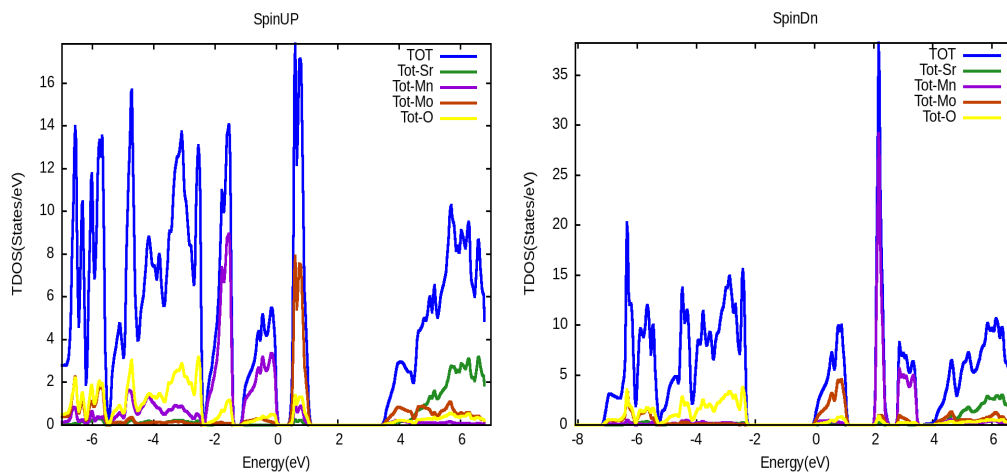 SpinUP
TDOS(States/eV)
16
14
12
10
8
6
4
2
0
TOT
Tot-Sr
Tot-Mn
Tot-Mo
Tot-O
-6 -4 -2 0 2 4 6
Energy(eV)
SpinDn
TDOS(States/eV)
35
30
25
20
15
10
5
0
TOT
Tot-Sr
Tot-Mn
Tot-Mo
Tot-O
-8 -6 -4 -2 0 2 4 6
Energy(eV)